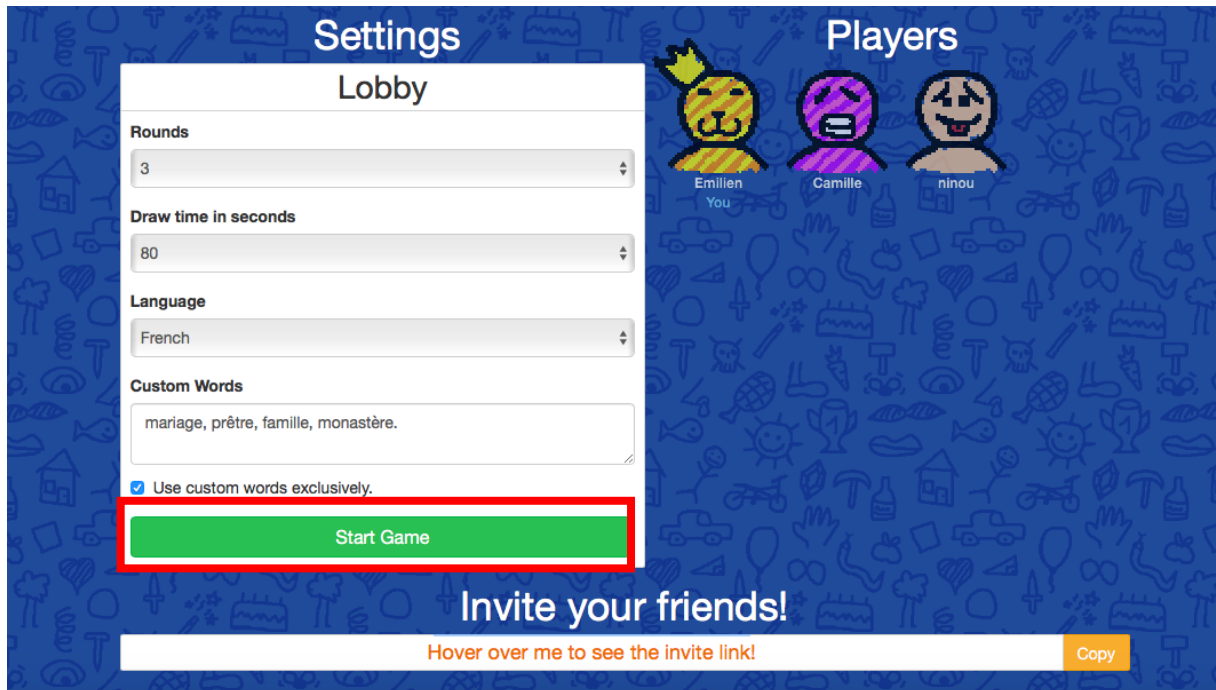 Settings
Lobby
Rounds
3
Draw time in seconds
80
Language
French
Custom Words
mariage, prêtre, famille, monastère.
Use custom words exclusively.
Start Game
Players
Emilien
You
Camille
ninou
Invite your friends!
Hover over me to see the invite link!
Copy